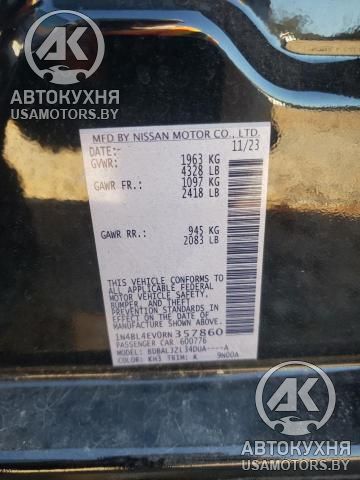 АК
АВТОКУХНЯ
USAMOTORS.BY
MFD BY NISSAN MOTOR CO., LTD.
DATE:- 11/23
GVWR: 1963 KG
4328 LB
GAWR FR.: 1097 KG
2418 LB
GAWR RR.: 945 KG
2083 LB
THIS VEHICLE CONFORMS TO
ALL APPLICABLE FEDERAL
MOTOR VEHICLE SAFETY,
BUMPER, AND THEFT
PREVENTION STANDARDS IN
EFFECT ON THE DATE OF
MANUFACTURE SHOWN ABOVE.
1N4BL4EV0RN357860
PASSENGER CAR 600776
MODEL: BDBALJZL34DUA----A
COLOR: KH3 TRIM: K 9N00A
АК
АВТОКУХНЯ
USAMOTORS.BY